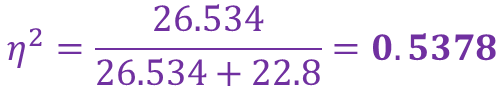 η² = 26.534 / (26.534 + 22.8) = 0.5378